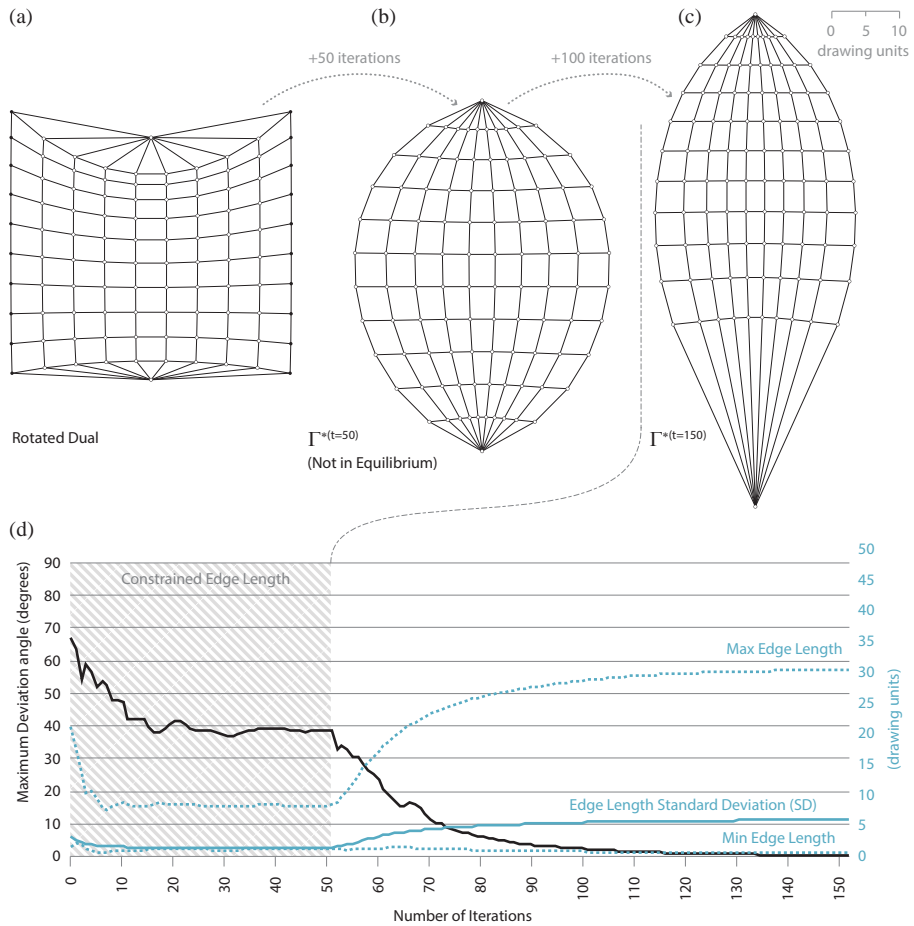 (a)
(b)
(c)
0 5 10
drawing units
+50 iterations
+100 iterations
Rotated Dual
Γ*(t=50)
(Not in Equilibrium)
Γ*(t=150)
(d)
Maximum Deviation angle (degrees)
90
80
70
60
50
40
30
20
10
0
Constrained Edge Length
Max Edge Length
Edge Length Standard Deviation (SD)
Min Edge Length
50
45
40
35
30
25
20
15
10
5
0
(drawing units)
0 10 20 30 40 50 60 70 80 90 100 110 120 130 140 150
Number of Iterations